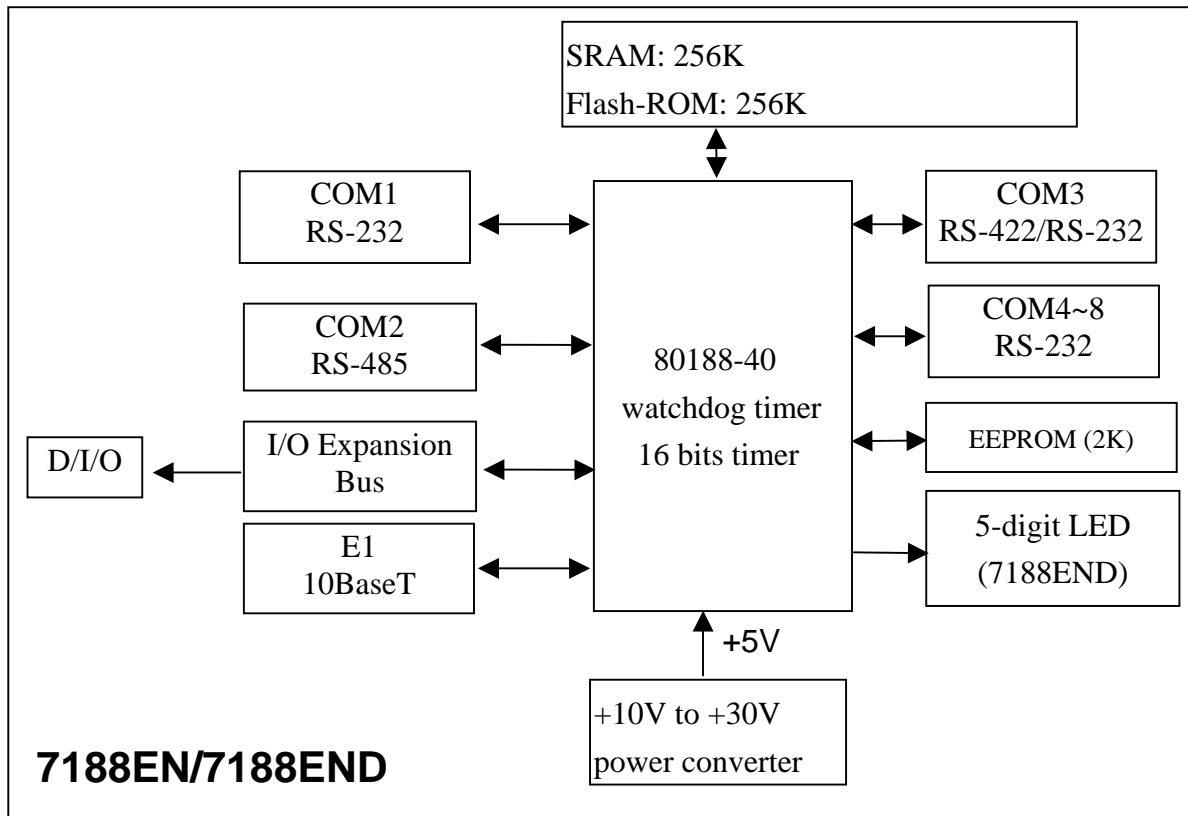 SRAM: 256K
Flash-ROM: 256K
COM1
RS-232
COM3
RS-422/RS-232
COM2
RS-485
COM4~8
RS-232
80188-40
watchdog timer
16 bits timer
D/I/O
I/O Expansion
Bus
EEPROM (2K)
E1
10BaseT
5-digit LED
(7188END)
+5V
+10V to +30V
power converter
7188EN/7188END